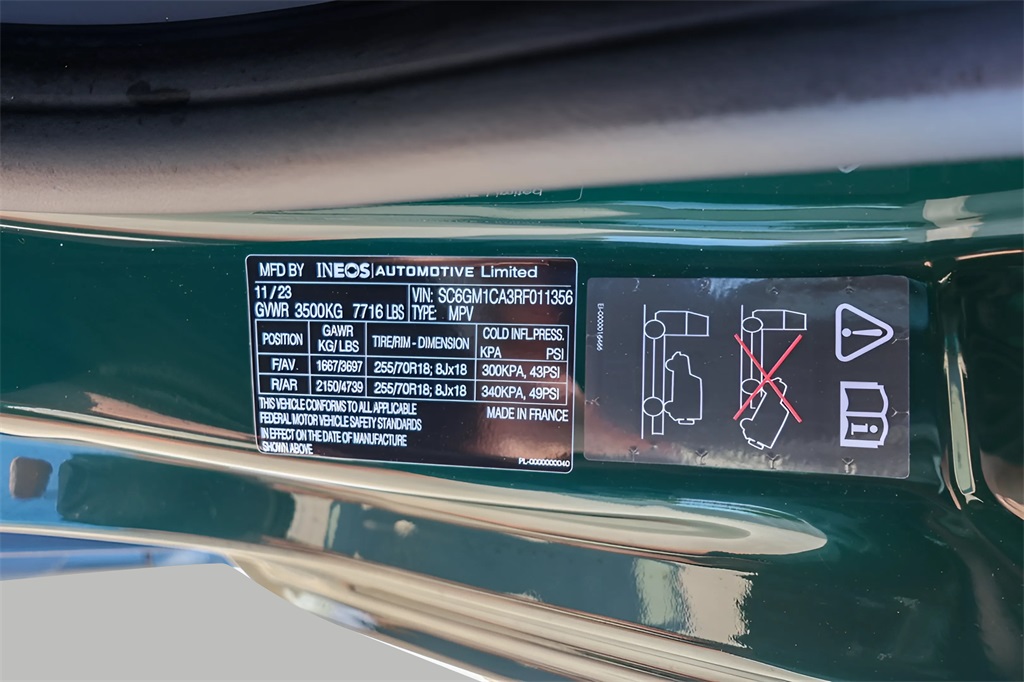 MFD BY INEOS | AUTOMOTIVE Limited
11/23 VIN: SC6GM1CA3RF011356
GVWR 3500KG 7716 LBS TYPE: MPV
POSITION GAWR KG/LBS TIRE/RIM - DIMENSION COLD INFL.PRESS. KPA PSI
F/AV. 1667/3697 255/70R18; 8Jx18 300KPA, 43PSI
R/AR 2150/4739 255/70R18; 8Jx18 340KPA, 49PSI
THIS VEHICLE CONFORMS TO ALL APPLICABLE MADE IN FRANCE
FEDERAL MOTOR VEHICLE SAFETY STANDARDS
IN EFFECT ON THE DATE OF MANUFACTURE
SHOWN ABOVE
PL-0000000040